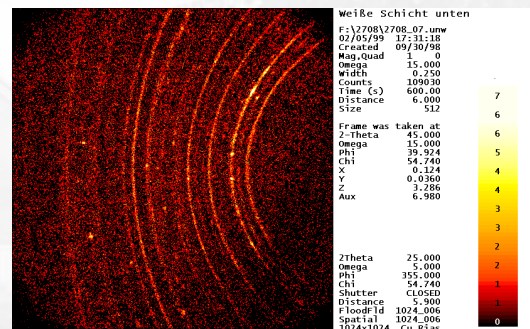 Weiße Schicht unten
F:\2708\2708_07.unw
02/05/99 17:31:18
Created 09/30/98
Mag.Quad 1 0
Omega 15.000
Width 0.250
Counts 109030
Time (s) 600.00
Distance 6.000
Size 512
Frame was taken at
2-Theta 45.000
Omega 15.000
Phi 39.924
Chi 54.740
X 0.124
Y 0.0360
Z 3.286
Aux 6.980
2Theta 25.000
Omega 5.000
Phi 355.000
Chi 54.740
Shutter CLOSED
Distance 5.900
FloodFld 1024_006
Spatial 1024_006
1024x1024 Cu Bias
7
6
6
5
4
4
3
3
2
2
1
1
0